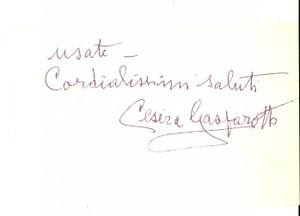 usate –
Cordialissimi saluti
Cesira Gasparotto